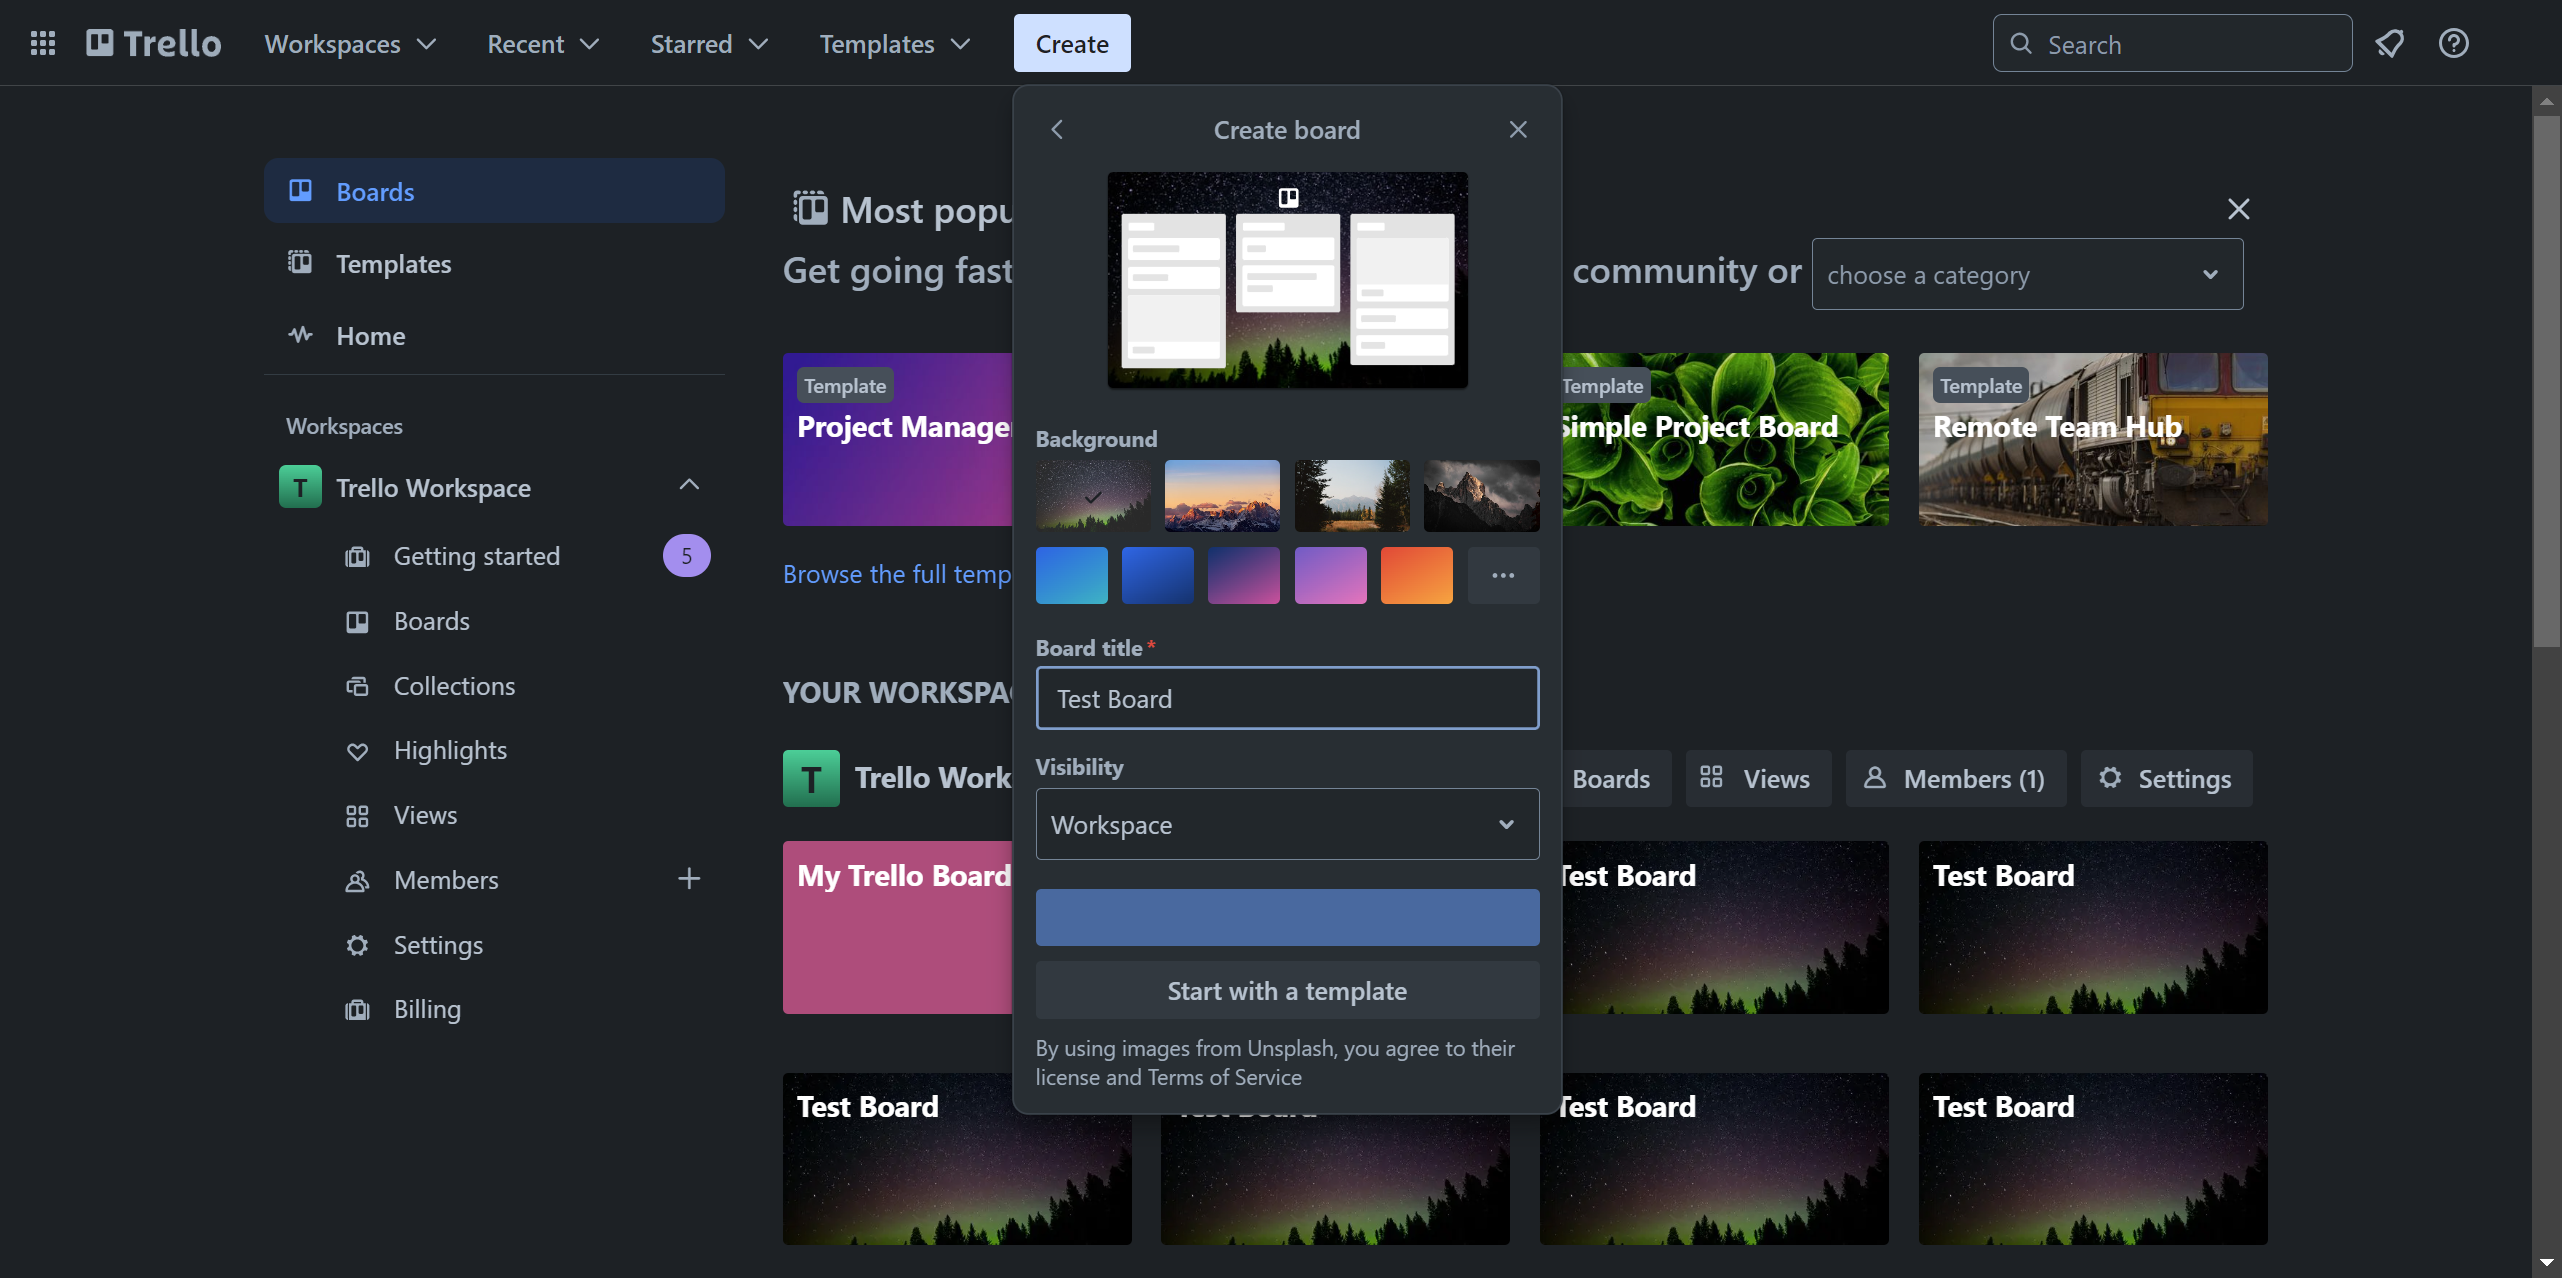 Trello
Workspaces
Recent
Starred
Templates
Create
Search
Boards
Templates
Home
Workspaces
T
Trello Workspace
Getting started
5
Boards
Collections
Highlights
Views
Members
Settings
Billing
Most popu
Get going fast
community or
choose a category
Template
Project Manage
Template
Simple Project Board
Template
Remote Team Hub
Browse the full temp
YOUR WORKSPA
T
Trello Work
Boards
Views
Members (1)
Settings
My Trello Board
Test Board
Test Board
Test Board
Test Board
Test Board
Test Board
Create board
Background
Board title*
Test Board
Visibility
Workspace
Start with a template
By using images from Unsplash, you agree to their
license and Terms of Service